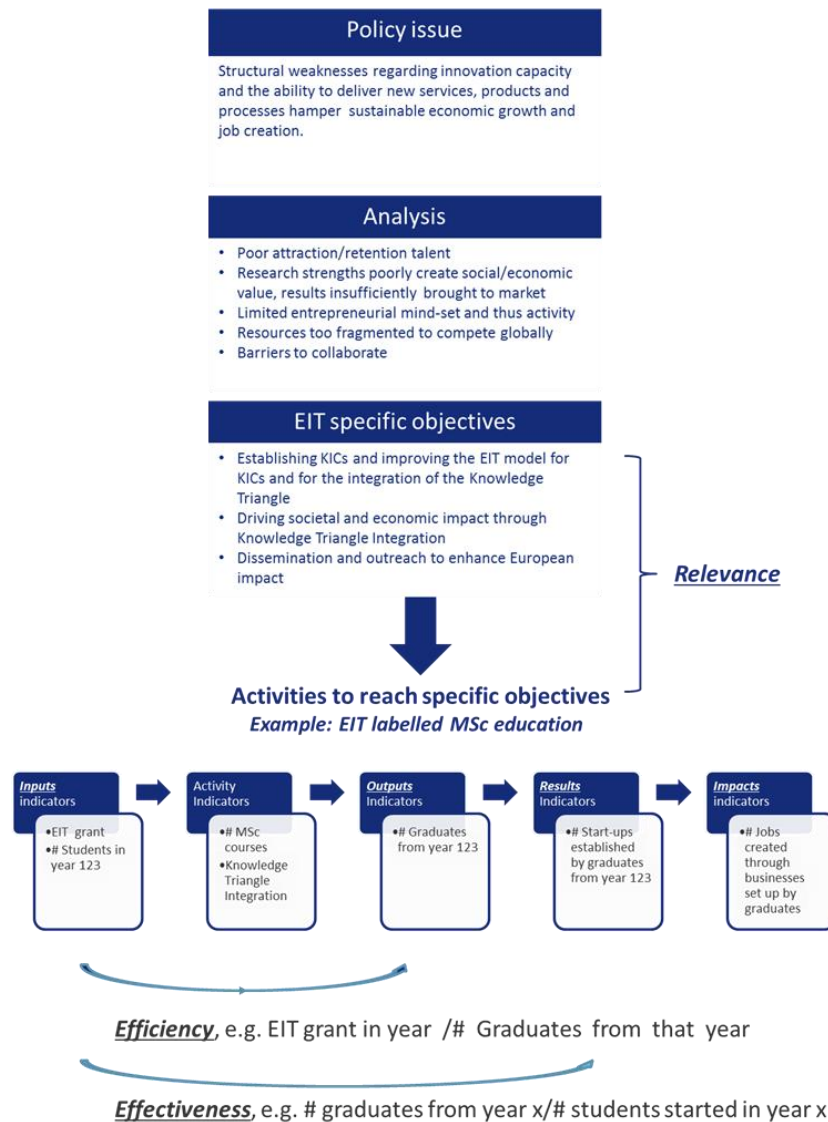 Policy issue
Structural weaknesses regarding innovation capacity
and the ability to deliver new services, products and
processes hamper sustainable economic growth and
job creation.
Analysis
• Poor attraction/retention talent
• Research strengths poorly create social/economic
value, results insufficiently brought to market
• Limited entrepreneurial mind-set and thus activity
• Resources too fragmented to compete globally
• Barriers to collaborate
EIT specific objectives
• Establishing KICs and improving the EIT model for
KICs and for the integration of the Knowledge
Triangle
• Driving societal and economic impact through
Knowledge Triangle Integration
• Dissemination and outreach to enhance European
impact
Relevance
Activities to reach specific objectives
Example: EIT labelled MSc education
Inputs
indicators
•EIT grant
•# Students in
year 123
Activity
Indicators
•# MSc
courses
•Knowledge
Triangle
Integration
Outputs
Indicators
•# Graduates
from year 123
Results
Indicators
•# Start-ups
established
by graduates
from year 123
Impacts
indicators
•# Jobs
created
through
businesses
set up by
graduates
Efficiency, e.g. EIT grant in year /# Graduates from that year
Effectiveness, e.g. # graduates from year x/# students started in year x